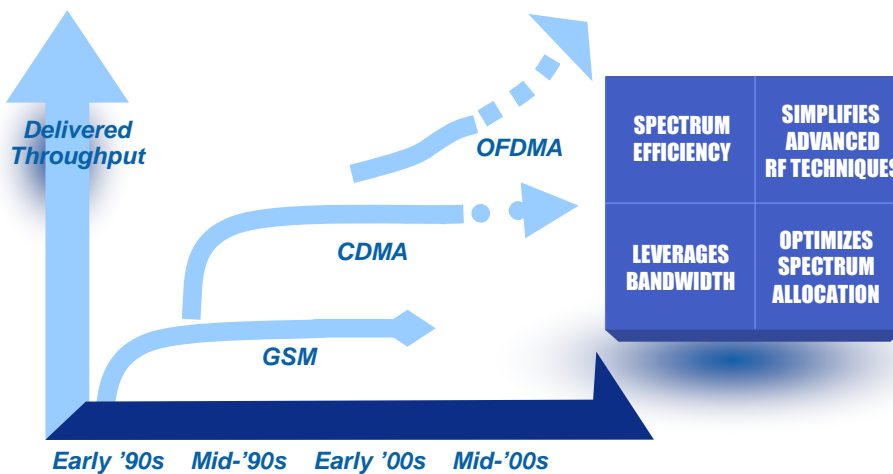 Delivered
Throughput
OFDMA
CDMA
GSM
Early ’90s Mid-’90s Early ’00s Mid-’00s
SPECTRUM
EFFICIENCY
SIMPLIFIES
ADVANCED
RF TECHNIQUES
LEVERAGES
BANDWIDTH
OPTIMIZES
SPECTRUM
ALLOCATION